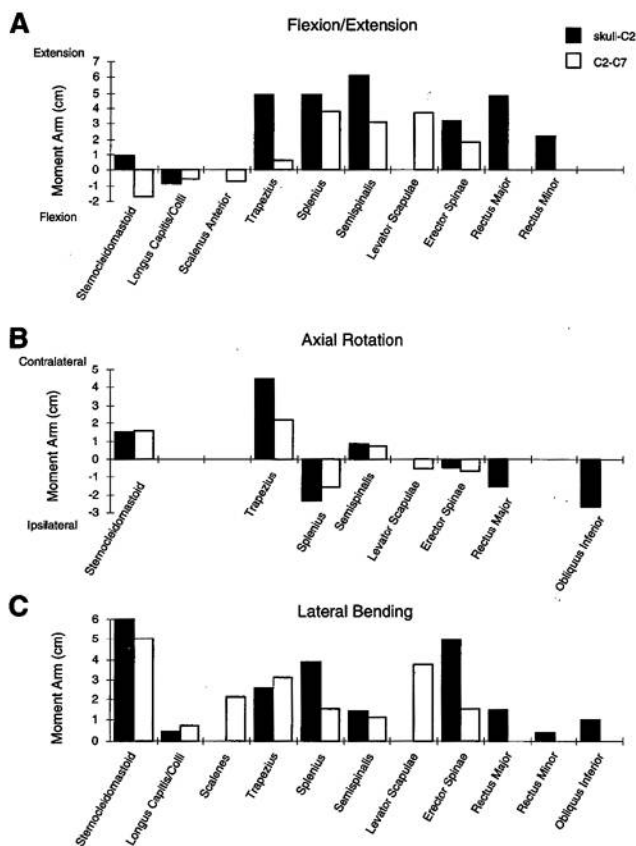 A
Flexion/Extension
skull-C2
C2-C7
Extension
Moment Arm (cm)
7
6
5
4
3
2
1
0
-1
-2
Flexion
Sternocleidomastoid
Longus Capitis/Colli
Scalenus Anterior
Trapezius
Splenius
Semispinalis
Levator Scapulae
Erector Spinae
Rectus Major
Rectus Minor
B
Axial Rotation
Contralateral
Moment Arm (cm)
5
4
3
2
1
0
-1
-2
-3
Ipsilateral
Sternocleidomastoid
Trapezius
Splenius
Semispinalis
Levator Scapulae
Erector Spinae
Rectus Major
Obliquus Inferior
C
Lateral Bending
Moment Arm (cm)
6
5
4
3
2
1
0
Sternocleidomastoid
Longus Capitis/Colli
Scalenes
Trapezius
Splenius
Semispinalis
Levator Scapulae
Erector Spinae
Rectus Major
Rectus Minor
Obliquus Inferior